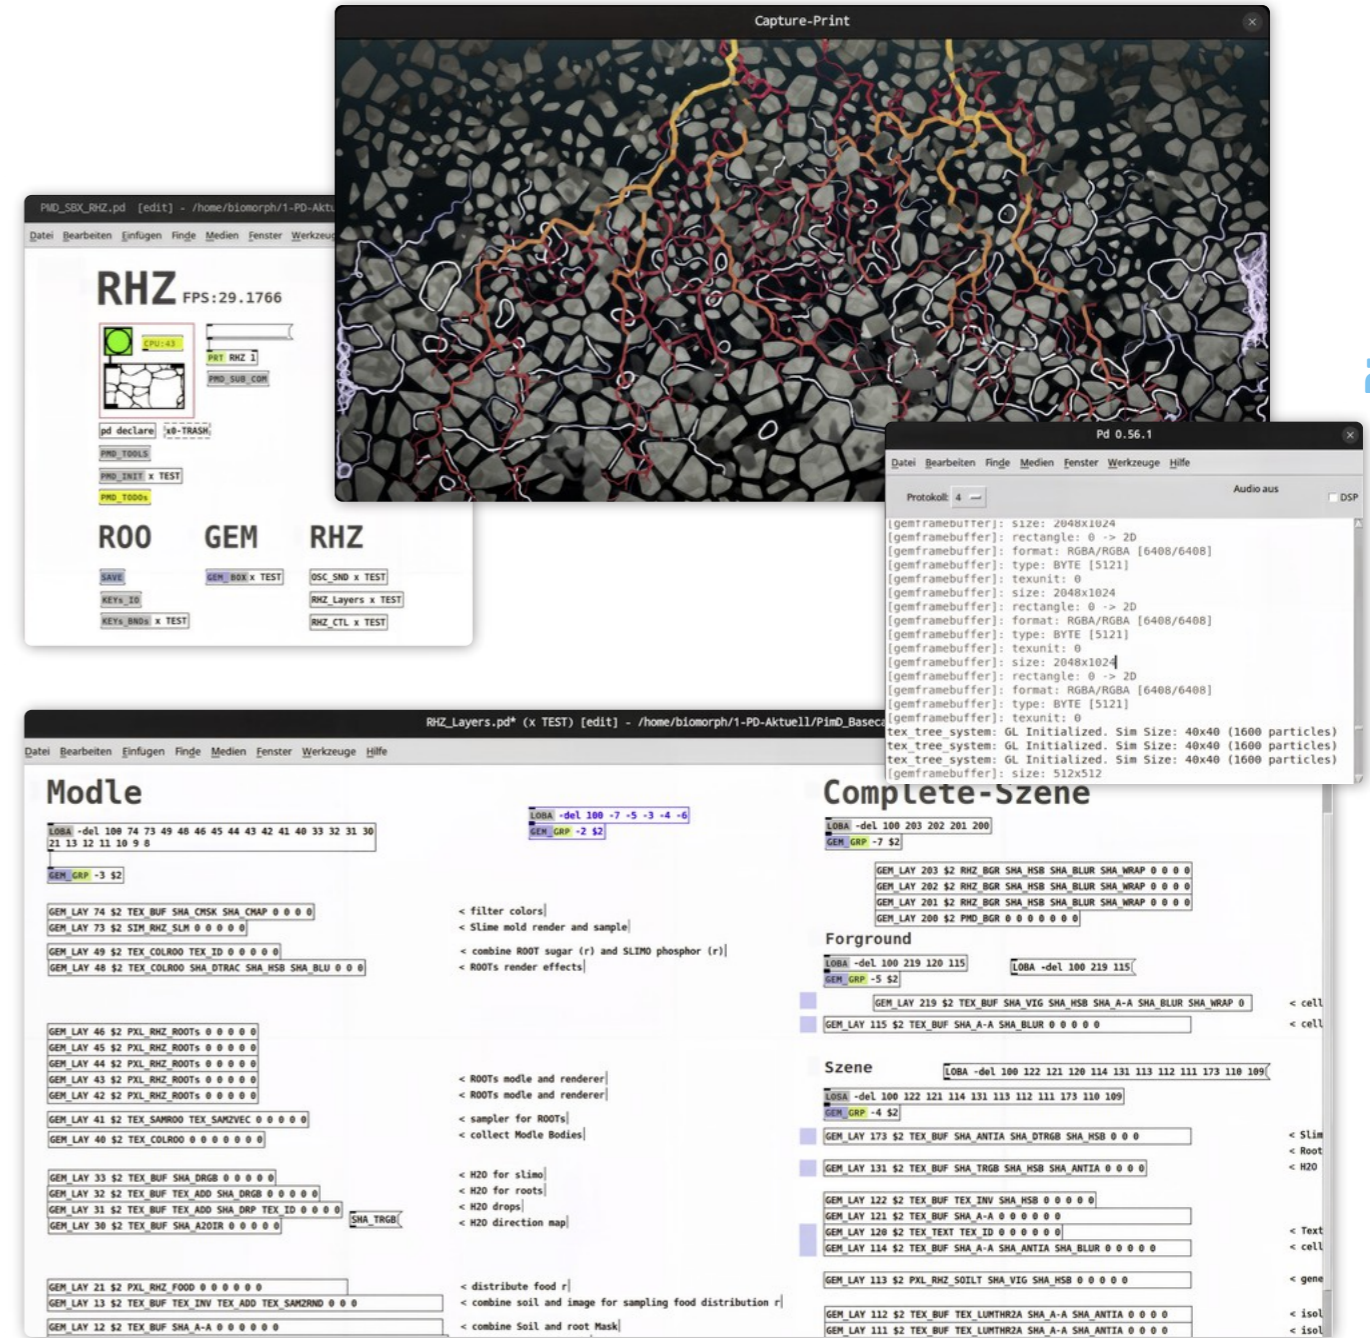 Capture-Print
PMD_SBX_RHZ.pd [edit] - /home/biomorph/1-PD-Aktu
Datei Bearbeiten Einfügen Finde Medien Fenster Werkzeug
RHZ FPS:29.1766
CPU:43
PRT RHZ 1
PMD_SUB_COM
pd declare x0-TRASH
PMD_TOOLS
PMD_INIT x TEST
PMD_TODOs
ROO GEM RHZ
SAVE GEM_BOX x TEST OSC_SND x TEST
KEYs_IO RHZ_Layers x TEST
KEYs_BNDs x TEST RHZ_CTL x TEST
Pd 0.56.1
Datei Bearbeiten Finde Medien Fenster Werkzeuge Hilfe
Protokoll: 4 Audio aus DSP
[gemframebuffer]: size: 2048x1024
[gemframebuffer]: rectangle: 0 -> 2D
[gemframebuffer]: format: RGBA/RGBA [6408/6408]
[gemframebuffer]: type: BYTE [5121]
[gemframebuffer]: texunit: 0
[gemframebuffer]: size: 2048x1024
[gemframebuffer]: rectangle: 0 -> 2D
[gemframebuffer]: format: RGBA/RGBA [6408/6408]
[gemframebuffer]: type: BYTE [5121]
[gemframebuffer]: texunit: 0
[gemframebuffer]: size: 2048x1024
[gemframebuffer]: rectangle: 0 -> 2D
[gemframebuffer]: format: RGBA/RGBA [6408/6408]
[gemframebuffer]: type: BYTE [5121]
[gemframebuffer]: texunit: 0
tex_tree_system: GL Initialized. Sim Size: 40x40 (1600 particles)
tex_tree_system: GL Initialized. Sim Size: 40x40 (1600 particles)
tex_tree_system: GL Initialized. Sim Size: 40x40 (1600 particles)
[gemframebuffer]: size: 512x512
RHZ_Layers.pd* (x TEST) [edit] - /home/biomorph/1-PD-Aktuell/PimD_Baseca
Datei Bearbeiten Einfügen Finde Medien Fenster Werkzeuge Hilfe
Modle
LOBA -del 100 74 73 49 48 46 45 44 43 42 41 40 33 32 31 30
21 13 12 11 10 9 8
GEM_GRP -3 $2
LOBA -del 100 -7 -5 -3 -4 -6
GEM_GRP -2 $2
GEM_LAY 74 $2 TEX_BUF SHA_CMSK SHA_CMAP 0 0 0 0 < filter colors
GEM_LAY 73 $2 SIM_RHZ_SLM 0 0 0 0 0 < Slime mold render and sample
GEM_LAY 49 $2 TEX_COLROO TEX_ID 0 0 0 0 0 < combine ROOT sugar (r) and SLIMO phosphor (r)
GEM_LAY 48 $2 TEX_COLROO SHA_DTRAC SHA_HSB SHA_BLU 0 0 0 < ROOTs render effects
GEM_LAY 46 $2 PXL_RHZ_ROOTs 0 0 0 0 0
GEM_LAY 45 $2 PXL_RHZ_ROOTs 0 0 0 0 0
GEM_LAY 44 $2 PXL_RHZ_ROOTs 0 0 0 0 0
GEM_LAY 43 $2 PXL_RHZ_ROOTs 0 0 0 0 0 < ROOTs modle and renderer
GEM_LAY 42 $2 PXL_RHZ_ROOTs 0 0 0 0 0 < ROOTs modle and renderer
GEM_LAY 41 $2 TEX_SAMROO TEX_SAM2VEC 0 0 0 0 0 < sampler for ROOTs
GEM_LAY 40 $2 TEX_COLROO 0 0 0 0 0 0 0 < collect Modle Bodies
GEM_LAY 33 $2 TEX_BUF SHA_DRGB 0 0 0 0 0 < H2O for slimo
GEM_LAY 32 $2 TEX_BUF TEX_ADD SHA_DRGB 0 0 0 0 0 < H2O for roots
GEM_LAY 31 $2 TEX_BUF TEX_ADD SHA_DRP TEX_ID 0 0 0 0 < H2O drops
GEM_LAY 30 $2 TEX_BUF SHA_A2DIR 0 0 0 0 0 SHA_TRGB < H2O direction map
GEM_LAY 21 $2 PXL_RHZ_FOOD 0 0 0 0 0 0 < distribute food r
GEM_LAY 13 $2 TEX_BUF TEX_INV TEX_ADD TEX_SAM2RND 0 0 0 < combine soil and image for sampling food distribution r
GEM_LAY 12 $2 TEX_BUF SHA_A-A 0 0 0 0 0 0 < combine Soil and root Mask
Complete-Szene
LOBA -del 100 203 202 201 200
GEM_GRP -7 $2
GEM_LAY 203 $2 RHZ_BGR SHA_HSB SHA_BLUR SHA_WRAP 0 0 0 0
GEM_LAY 202 $2 RHZ_BGR SHA_HSB SHA_BLUR SHA_WRAP 0 0 0 0
GEM_LAY 201 $2 RHZ_BGR SHA_HSB SHA_BLUR SHA_WRAP 0 0 0 0
GEM_LAY 200 $2 PMD_BGR 0 0 0 0 0 0 0
Forground
LOBA -del 100 219 120 115 LOBA -del 100 219 115
GEM_GRP -5 $2
GEM_LAY 219 $2 TEX_BUF SHA_VIG SHA_HSB SHA_A-A SHA_BLUR SHA_WRAP 0 < cell
GEM_LAY 115 $2 TEX_BUF SHA_A-A SHA_BLUR 0 0 0 0 0 < cell
Szene LOBA -del 100 122 121 120 114 131 113 112 111 173 110 109
LOSA -del 100 122 121 114 131 113 112 111 173 110 109
GEM_GRP -4 $2
GEM_LAY 173 $2 TEX_BUF SHA_ANTIA SHA_DTRGB SHA_HSB 0 0 0 < Slim
< Root
GEM_LAY 131 $2 TEX_BUF SHA_TRGB SHA_HSB SHA_ANTIA 0 0 0 0 < H2O
GEM_LAY 122 $2 TEX_BUF TEX_INV SHA_HSB 0 0 0 0 0
GEM_LAY 121 $2 TEX_BUF SHA_A-A 0 0 0 0 0 0
GEM_LAY 120 $2 TEX_TEXT TEX_ID 0 0 0 0 0 0 < Text
GEM_LAY 114 $2 TEX_BUF SHA_A-A SHA_ANTIA SHA_BLUR 0 0 0 0 0 < cell
GEM_LAY 113 $2 PXL_RHZ_SOILT SHA_VIG SHA_HSB 0 0 0 0 0 < gene
GEM_LAY 112 $2 TEX_BUF TEX_LUMTHR2A SHA_A-A SHA_ANTIA 0 0 0 0 < isol
GEM_LAY 111 $2 TEX_BUF TEX_LUMTHR2A SHA_A-A SHA_ANTIA 0 0 0 0 < isol